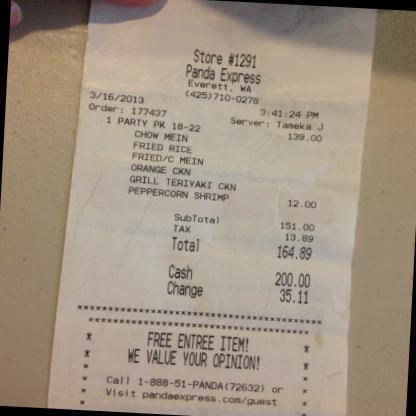 Store #1291
Panda Express
Everett, WA
(425)710-0278
3/16/2013 3:41:24 PM
Order: 177437 Server: Tameka J
1 PARTY PK 18-22 139.00
CHOW MEIN
FRIED RICE
FRIED/C MEIN
ORANGE CKN
GRILL TERIYAKI CKN
PEPPERCORN SHRIMP 12.00
SubTotal 151.00
TAX 13.89
Total 164.89
Cash 200.00
Change 35.11
FREE ENTREE ITEM!
WE VALUE YOUR OPINION!
Call 1-888-51-PANDA(72632) or
Visit pandaexpress.com/guest